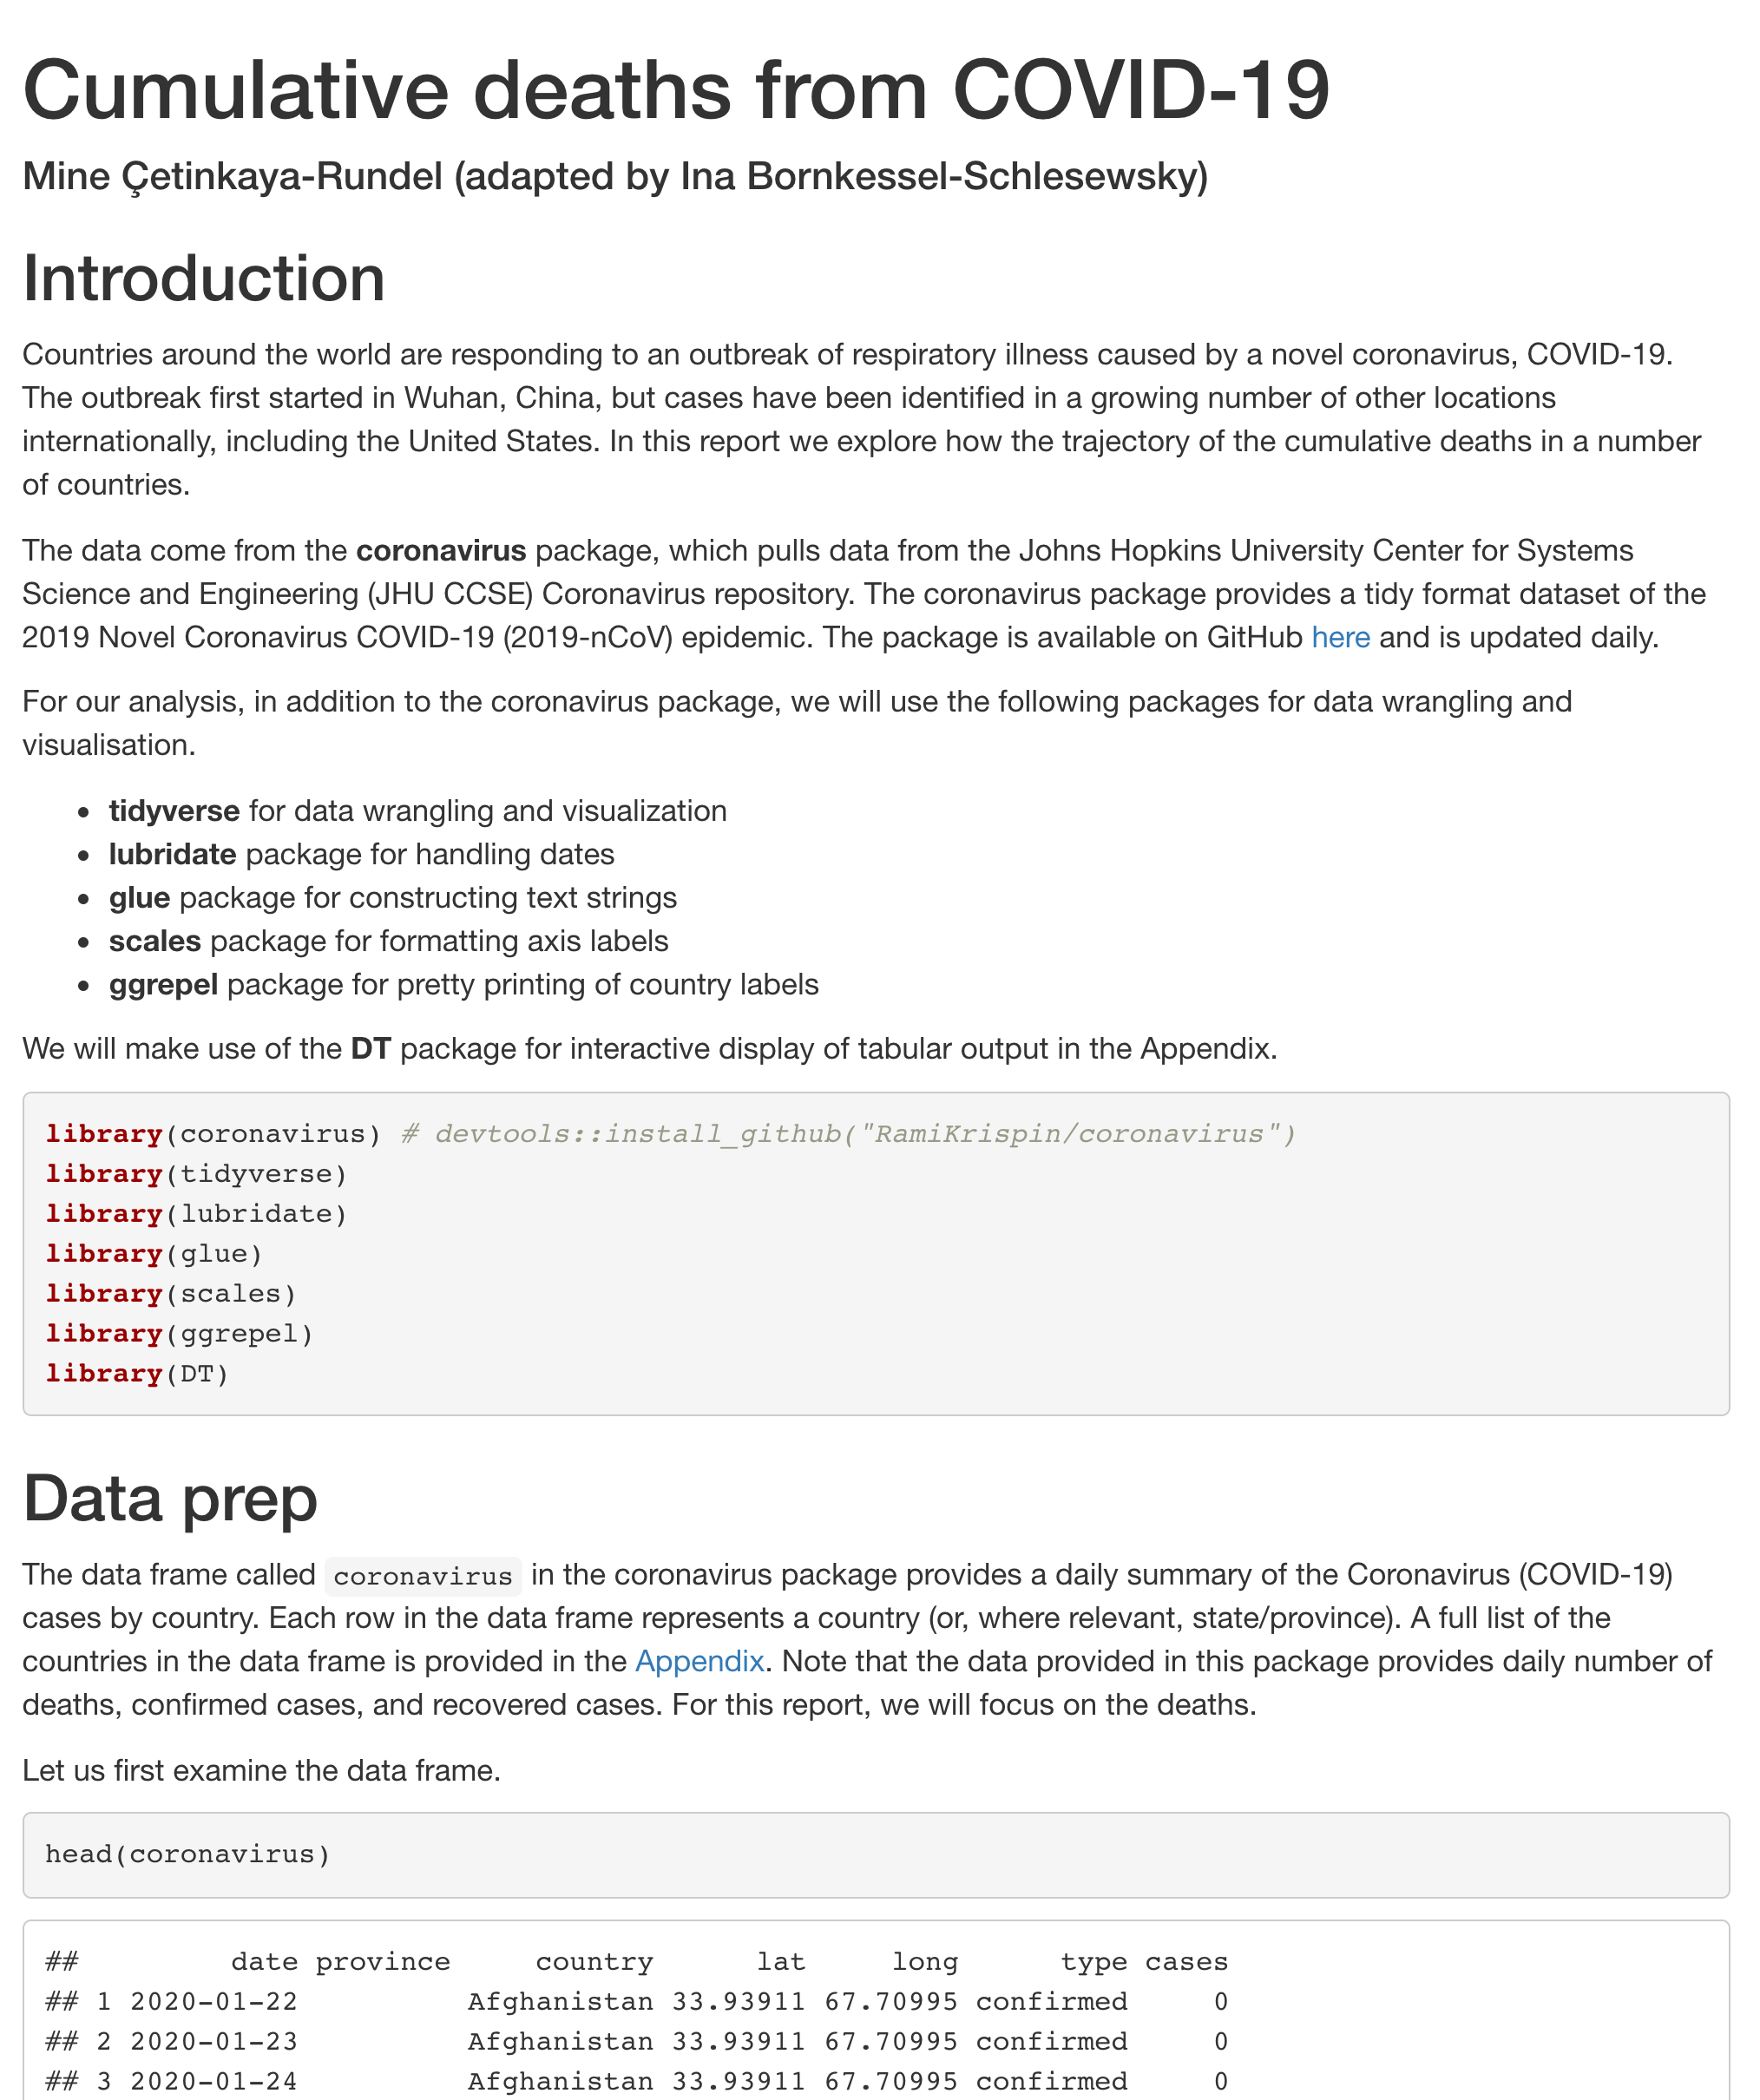 Cumulative deaths from COVID-19
Mine Çetinkaya-Rundel (adapted by Ina Bornkessel-Schlesewsky)
Introduction
Countries around the world are responding to an outbreak of respiratory illness caused by a novel coronavirus, COVID-19.
The outbreak first started in Wuhan, China, but cases have been identified in a growing number of other locations
internationally, including the United States. In this report we explore how the trajectory of the cumulative deaths in a number
of countries.
The data come from the coronavirus package, which pulls data from the Johns Hopkins University Center for Systems
Science and Engineering (JHU CCSE) Coronavirus repository. The coronavirus package provides a tidy format dataset of the
2019 Novel Coronavirus COVID-19 (2019-nCoV) epidemic. The package is available on GitHub here and is updated daily.
For our analysis, in addition to the coronavirus package, we will use the following packages for data wrangling and
visualisation.
• tidyverse for data wrangling and visualization
• lubridate package for handling dates
• glue package for constructing text strings
• scales package for formatting axis labels
• ggrepel package for pretty printing of country labels
We will make use of the DT package for interactive display of tabular output in the Appendix.
library(coronavirus) # devtools::install_github("RamiKrispin/coronavirus")
library(tidyverse)
library(lubridate)
library(glue)
library(scales)
library(ggrepel)
library(DT)
Data prep
The data frame called coronavirus in the coronavirus package provides a daily summary of the Coronavirus (COVID-19)
cases by country. Each row in the data frame represents a country (or, where relevant, state/province). A full list of the
countries in the data frame is provided in the Appendix. Note that the data provided in this package provides daily number of
deaths, confirmed cases, and recovered cases. For this report, we will focus on the deaths.
Let us first examine the data frame.
head(coronavirus)
##         date province     country      lat     long      type cases
## 1 2020-01-22          Afghanistan 33.93911 67.70995 confirmed     0
## 2 2020-01-23          Afghanistan 33.93911 67.70995 confirmed     0
## 3 2020-01-24          Afghanistan 33.93911 67.70995 confirmed     0